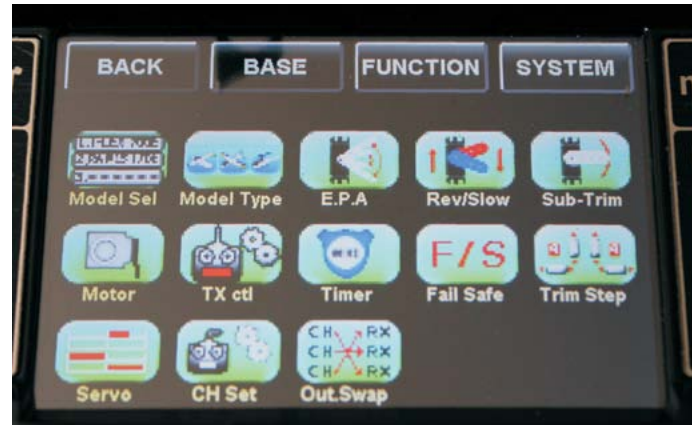 BACK BASE FUNCTION SYSTEM
Model Sel Model Type E.P.A Rev/Slow Sub-Trim
F/S
Motor TX ctl Timer Fail Safe Trim Step
CH RX
CH RX
CH RX
Servo CH Set Out.Swap